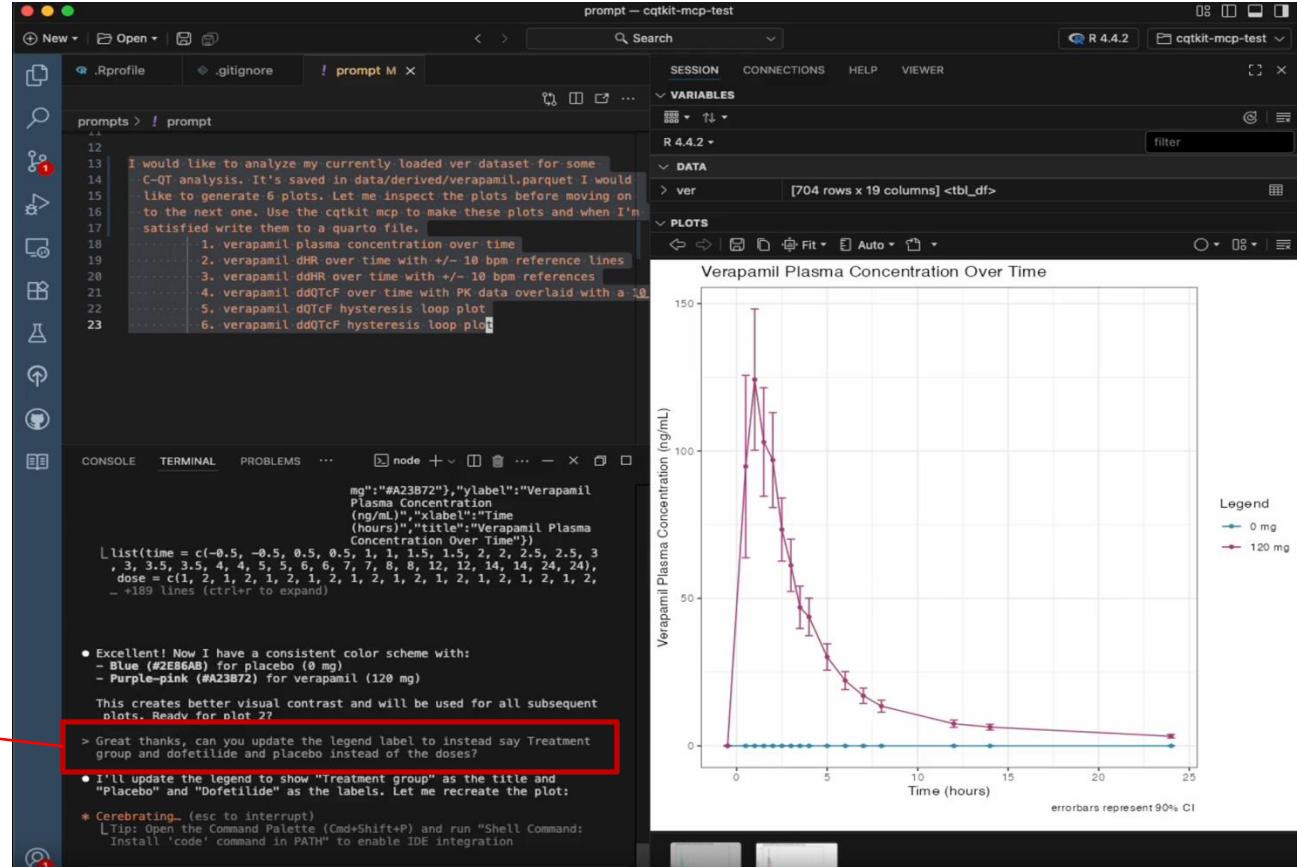 prompt — cqtkit-mcp-test
New
Open
Search
R 4.4.2
cqtkit-mcp-test
.Rprofile
.gitignore
! prompt M
prompts > ! prompt
11
12
13 I would like to analyze my currently loaded ver dataset for some
14 C-QT analysis. It's saved in data/derived/verapamil.parquet I would
15 like to generate 6 plots. Let me inspect the plots before moving on
16 to the next one. Use the cqtkit mcp to make these plots and when I'm
17 satisfied write them to a quarto file.
18 1. verapamil plasma concentration over time
19 2. verapamil dHR over time with +/- 10 bpm reference lines
20 3. verapamil ddHR over time with +/- 10 bpm references
21 4. verapamil ddQTcF over time with PK data overlaid with a 10
22 5. verapamil dQTcF hysteresis loop plot
23 6. verapamil ddQTcF hysteresis loop plot
1
1
CONSOLE TERMINAL PROBLEMS ... node
mg":"#A23B72"},"ylabel":"Verapamil
Plasma Concentration
(ng/mL)","xlabel":"Time
(hours)","title":"Verapamil Plasma
Concentration Over Time"})
list(time = c(-0.5, -0.5, 0.5, 0.5, 1, 1, 1.5, 1.5, 2, 2, 2.5, 2.5, 3
, 3, 3.5, 3.5, 4, 4, 5, 5, 6, 6, 7, 7, 8, 8, 12, 12, 14, 14, 24, 24),
dose = c(1, 2, 1, 2, 1, 2, 1, 2, 1, 2, 1, 2, 1, 2, 1, 2, 1, 2, 1, 2,
… +189 lines (ctrl+r to expand)
● Excellent! Now I have a consistent color scheme with:
- Blue (#2E86AB) for placebo (0 mg)
- Purple-pink (#A23B72) for verapamil (120 mg)
This creates better visual contrast and will be used for all subsequent
plots. Ready for plot 2?
> Great thanks, can you update the legend label to instead say Treatment
group and dofetilide and placebo instead of the doses?
● I'll update the legend to show "Treatment group" as the title and
"Placebo" and "Dofetilide" as the labels. Let me recreate the plot:
* Cerebrating… (esc to interrupt)
Tip: Open the Command Palette (Cmd+Shift+P) and run "Shell Command:
Install 'code' command in PATH" to enable IDE integration
SESSION CONNECTIONS HELP VIEWER
VARIABLES
R 4.4.2
filter
DATA
> ver [704 rows x 19 columns] <tbl_df>
PLOTS
Fit
Auto
Verapamil Plasma Concentration Over Time
Verapamil Plasma Concentration (ng/mL)
150
100
50
0
0 5 10 15 20 25
Time (hours)
errorbars represent 90% CI
Legend
0 mg
120 mg